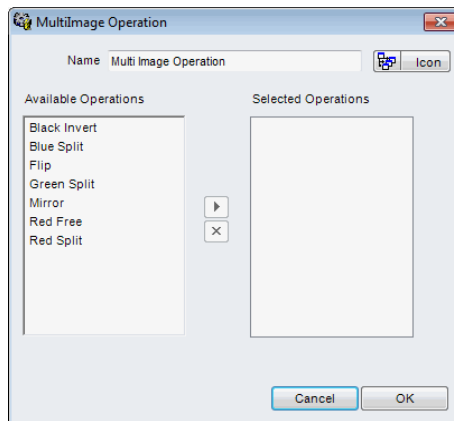 MultiImage Operation
Name Multi Image Operation Icon
Available Operations Selected Operations
Black Invert
Blue Split
Flip
Green Split
Mirror
Red Free
Red Split
Cancel OK